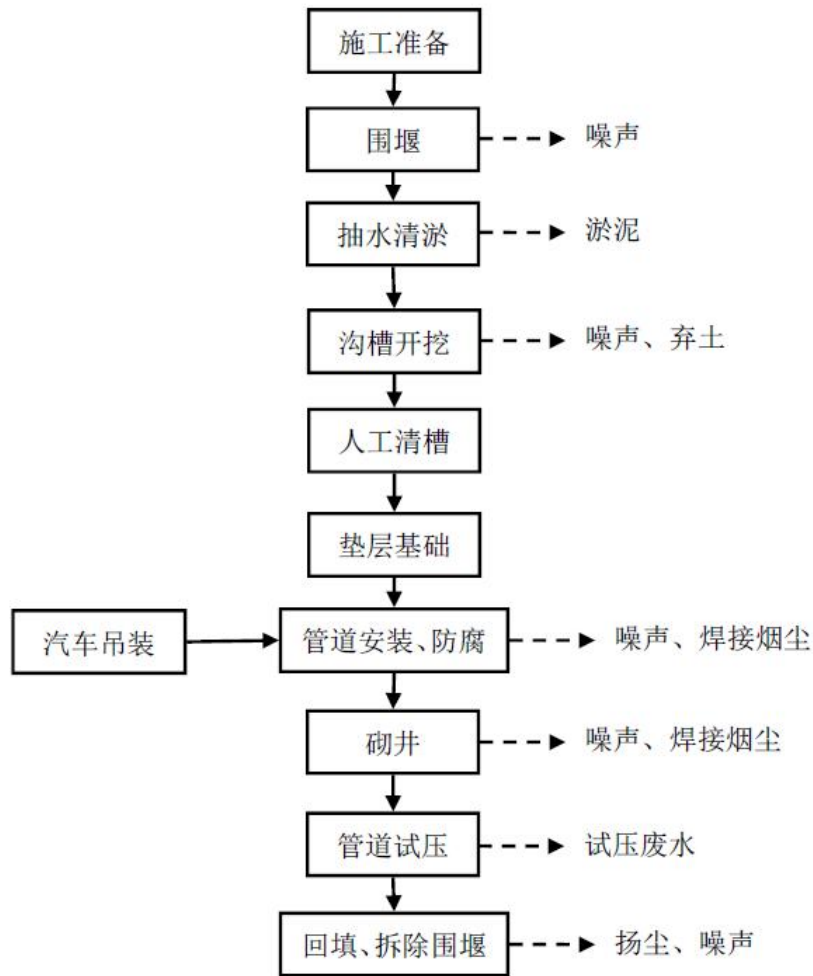 施工准备
围堰
噪声
抽水清淤
淤泥
沟槽开挖
噪声、弃土
人工清槽
垫层基础
汽车吊装
管道安装、防腐
噪声、焊接烟尘
砌井
噪声、焊接烟尘
管道试压
试压废水
回填、拆除围堰
扬尘、噪声